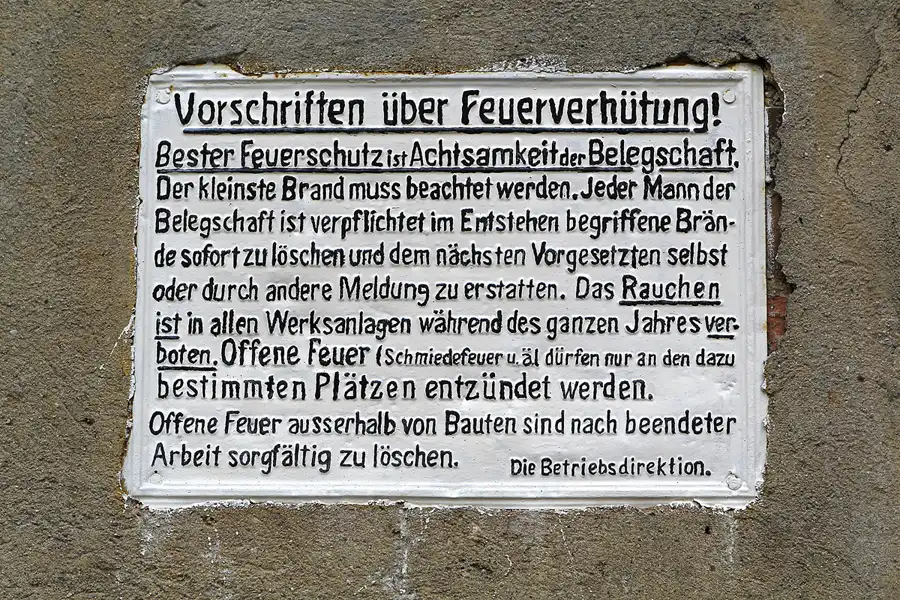 Vorschriften über Feuerverhütung!
Bester Feuerschutz ist Achtsamkeit der Belegschaft.
Der kleinste Brand muss beachtet werden. Jeder Mann der
Belegschaft ist verpflichtet im Entstehen begriffene Brän-
de sofort zu löschen und dem nächsten Vorgesetzten selbst
oder durch andere Meldung zu erstatten. Das Rauchen
ist in allen Werksanlagen während des ganzen Jahres ver-
boten. Offene Feuer (Schmiedefeuer u. äl dürfen nur an den dazu
bestimmten Plätzen entzündet werden.
Offene Feuer ausserhalb von Bauten sind nach beendeter
Arbeit sorgfältig zu löschen.
Die Betriebsdirektion.